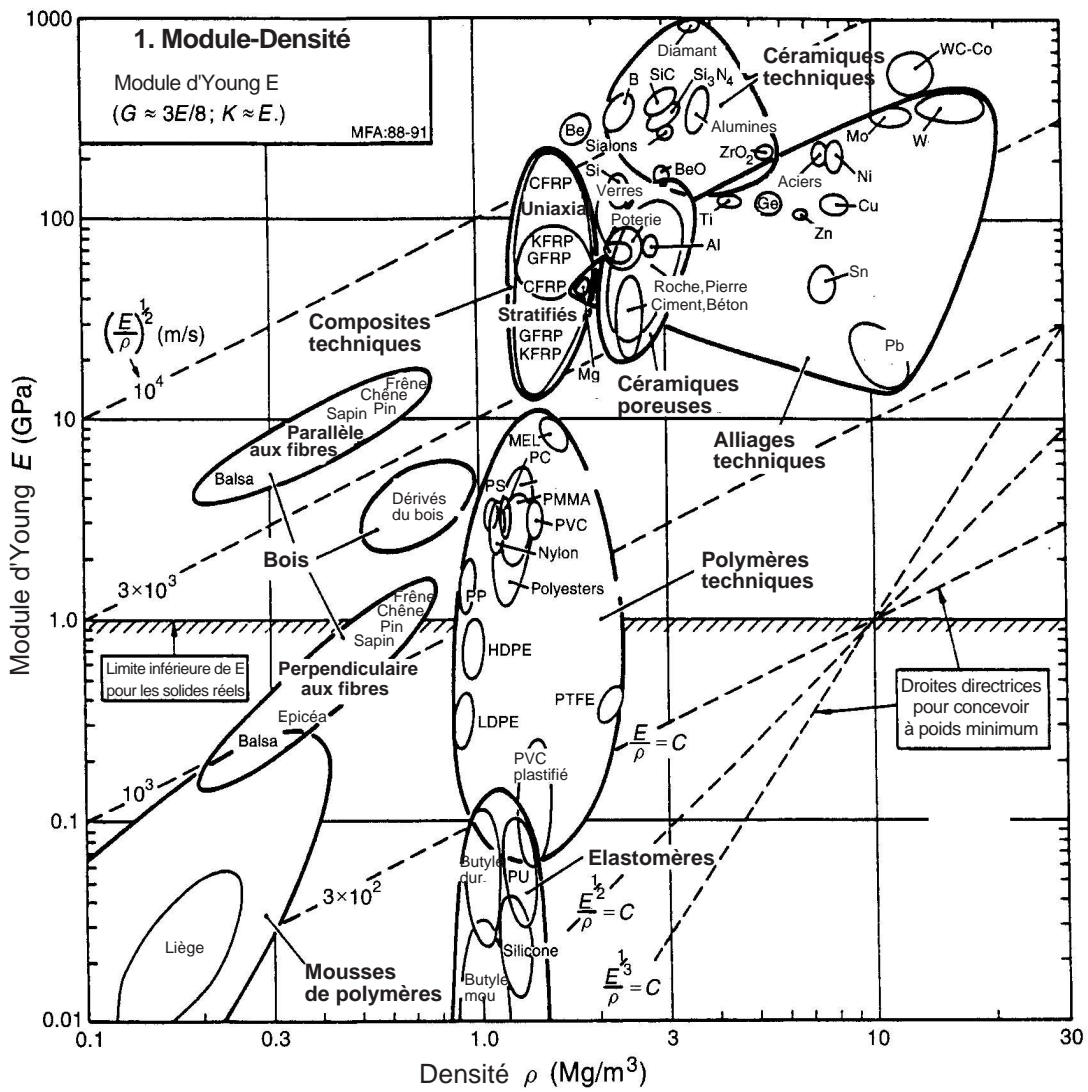 1. Module-Densité
Module d'Young E
(G ≈ 3E/8 ; K ≈ E.)
MFA:88-91
1000
100
10
1.0
0.1
0.01
Module d'Young E (GPa)
0.1
0.3
1.0
3
10
30
Densité ρ (Mg/m³)
Diamant
Céramiques
techniques
WC-Co
B
SiC
Si₃N₄
Be
Alumines
Sialons
ZrO₂
BeO
Si
Mo
W
Aciers
Ni
CFRP
Verres
Uniaxia
Poterie
Ti
Ge
Cu
Zn
Al
KFRP
GFRP
CFRP
Stratifiés
GFRP
KFRP
Mg
Roche,Pierre
Ciment,Béton
Sn
Pb
Composites
techniques
Céramiques
poreuses
Alliages
techniques
(E/ρ)^½ (m/s)
10⁴
Frêne
Chêne
Sapin Pin
Parallèle
aux fibres
Balsa
Dérivés
du bois
Bois
3×10³
MEL
PC
PS
PMMA
PVC
Nylon
Polyesters
PP
HDPE
LDPE
PTFE
PVC
plastifié
Polymères
techniques
Frêne
Chêne
Pin
Sapin
Limite inférieure de E
pour les solides réels
Perpendiculaire
aux fibres
Epicéa
Balsa
10³
Droites directrices
pour concevoir
à poids minimum
E/ρ = C
3×10²
Butyle
dur
PU
Elastomères
E^½/ρ = C
Silicone
E^⅓/ρ = C
Butyle
mou
Liège
Mousses
de polymères